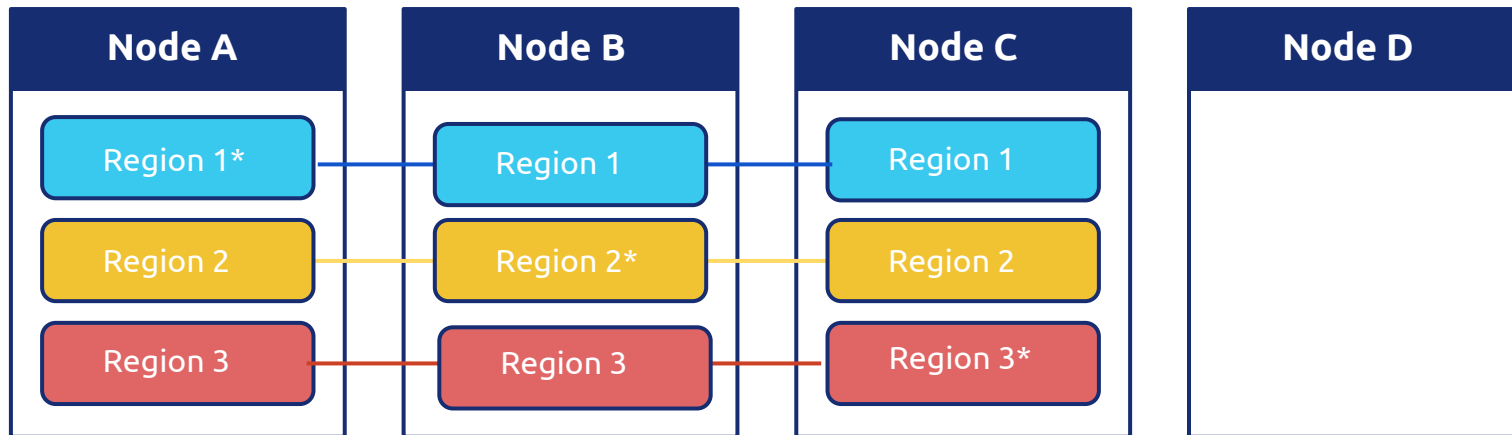 Node A
Node B
Node C
Node D
Region 1*
Region 1
Region 1
Region 2
Region 2*
Region 2
Region 3
Region 3
Region 3*